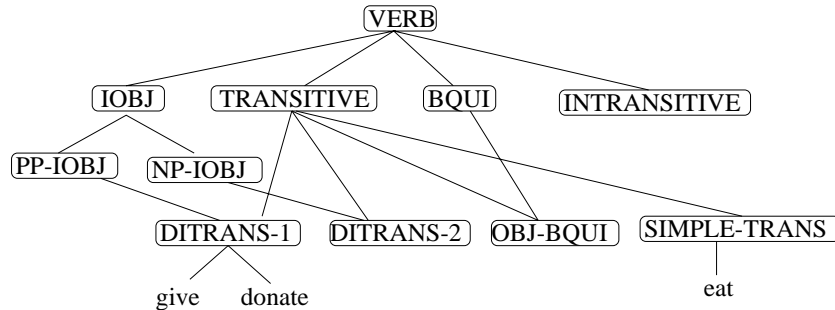 VERB
IOBJ TRANSITIVE BQUI INTRANSITIVE
PP-IOBJ NP-IOBJ
DITRANS-1 DITRANS-2 OBJ-BQUI SIMPLE-TRANS
give donate eat